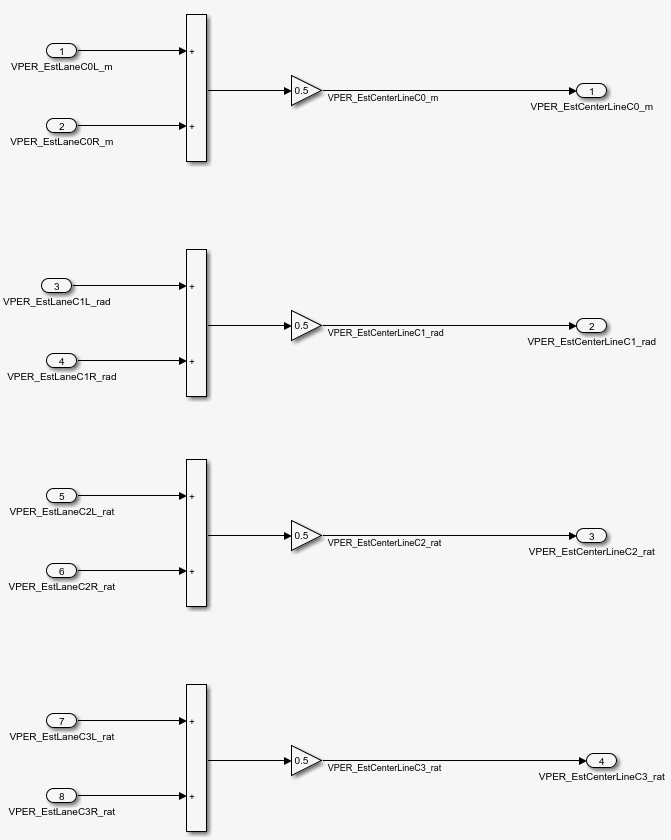 1
+
VPER_EstLaneC0L_m
0.5
VPER_EstCenterLineC0_m
1
VPER_EstCenterLineC0_m
2
+
VPER_EstLaneC0R_m
3
+
VPER_EstLaneC1L_rad
0.5
VPER_EstCenterLineC1_rad
2
VPER_EstCenterLineC1_rad
4
+
VPER_EstLaneC1R_rad
5
+
VPER_EstLaneC2L_rat
0.5
VPER_EstCenterLineC2_rat
3
VPER_EstCenterLineC2_rat
6
+
VPER_EstLaneC2R_rat
7
+
VPER_EstLaneC3L_rat
0.5
VPER_EstCenterLineC3_rat
4
VPER_EstCenterLineC3_rat
8
+
VPER_EstLaneC3R_rat